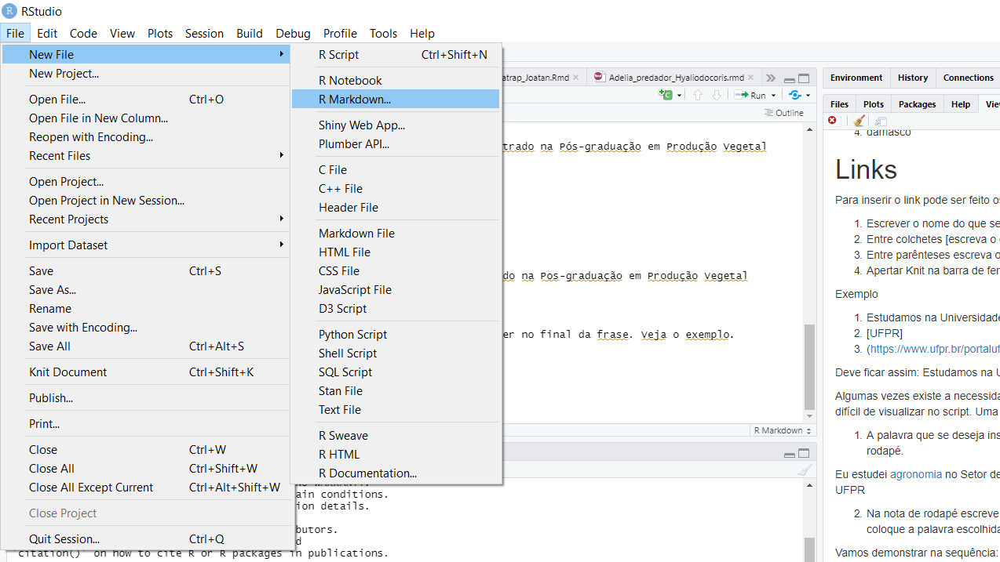 RStudio
File Edit Code View Plots Session Build Debug Profile Tools Help
New File
New Project...
Open File... Ctrl+O
Open File in New Column...
Reopen with Encoding...
Recent Files
Open Project...
Open Project in New Session...
Recent Projects
Import Dataset
Save Ctrl+S
Save As...
Rename
Save with Encoding...
Save All Ctrl+Alt+S
Knit Document Ctrl+Shift+K
Publish...
Print...
Close Ctrl+W
Close All Ctrl+Shift+W
Close All Except Current Ctrl+Alt+Shift+W
Close Project
Quit Session... Ctrl+Q
R Script Ctrl+Shift+N
R Notebook
R Markdown...
Shiny Web App...
Plumber API...
C File
C++ File
Header File
Markdown File
HTML File
CSS File
JavaScript File
D3 Script
Python Script
Shell Script
SQL Script
Stan File
Text File
R Sweave
R HTML
R Documentation...
atrap_Joatan.Rmd Adelia_predador_Hyaliodocoris.rmd
Run
Outline
trado na Pós-graduação em Produção Vegetal
do na Pos-graduação em Produção Vegetal
er no final da frase. Veja o exemplo.
R Markdown
ain conditions.
ion details.
butors.
d
'citation()' on how to cite R or R packages in publications.
Environment History Connections
Files Plots Packages Help Vie
4. damasco
Links
Para inserir o link pode ser feito os
1. Escrever o nome do que se
2. Entre colchetes [escreva o
3. Entre parênteses escreva o
4. Apertar Knit na barra de fer
Exemplo
1. Estudamos na Universidade
2. [UFPR]
3. (https://www.ufpr.br/portaluf
Deve ficar assim: Estudamos na U
Algumas vezes existe a necessida
difícil de visualizar no script. Uma
1. A palavra que se deseja ins
rodapé.
Eu estudei agronomia no Setor de
UFPR
2. Na nota de rodapé escreve
coloque a palavra escolhida
Vamos demonstrar na sequência: